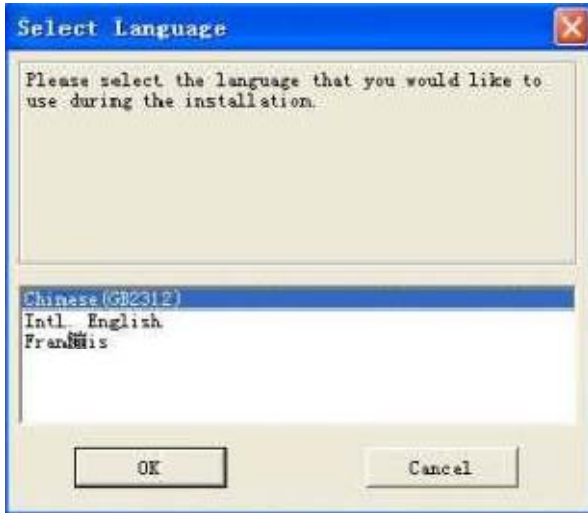 Select Language
Please select the language that you would like to
use during the installation.
Chinese(GB2312)
Intl. English
OK
Cancel